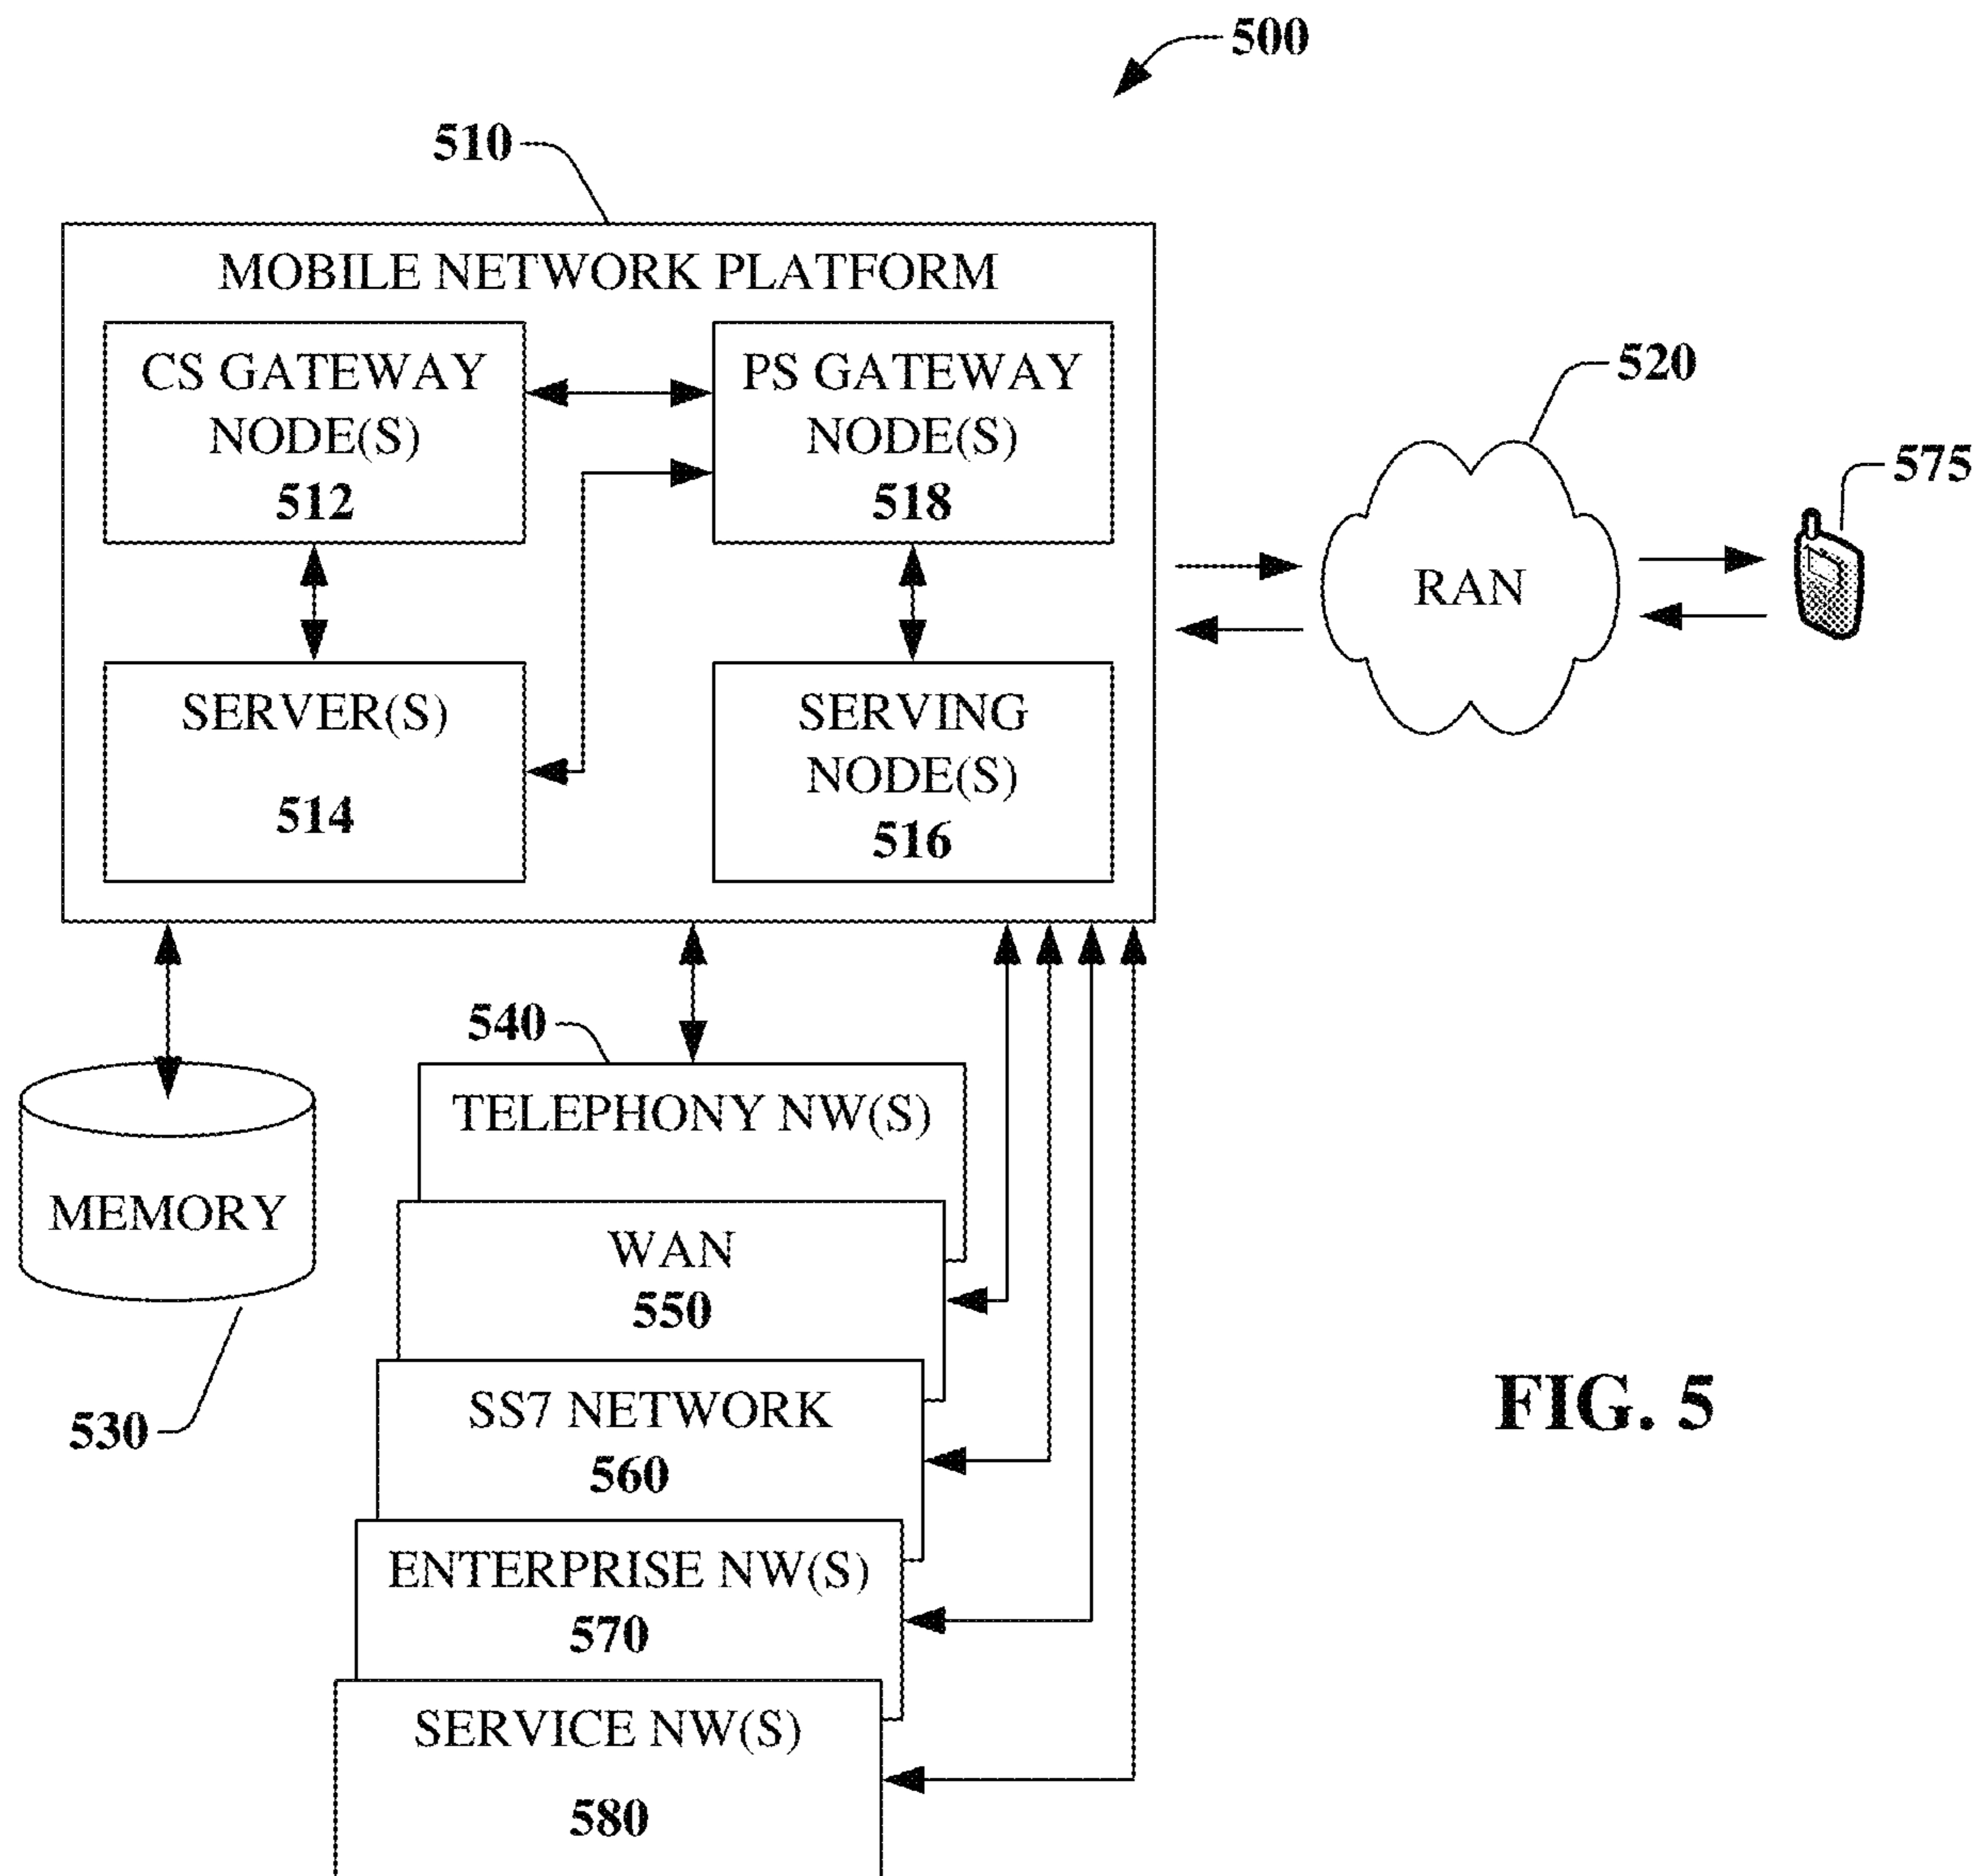 500
510
MOBILE NETWORK PLATFORM
CS GATEWAY
NODE(S)
512
PS GATEWAY
NODE(S)
518
SERVER(S)
514
SERVING
NODE(S)
516
520
RAN
575
540
TELEPHONY NW(S)
MEMORY
530
WAN
550
SS7 NETWORK
560
ENTERPRISE NW(S)
570
SERVICE NW(S)
580
FIG. 5